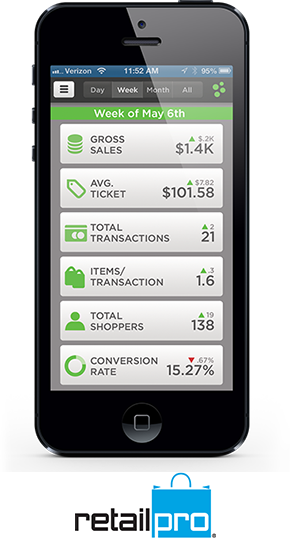 Verizon 11:52 AM 95%
Day Week Month All
Week of May 6th
GROSS SALES
▲ $.2K
$1.4K
AVG. TICKET
▲ $7.82
$101.58
TOTAL TRANSACTIONS
▲ 2
21
ITEMS/ TRANSACTION
▲ .3
1.6
TOTAL SHOPPERS
▲ 19
138
CONVERSION RATE
▼ .67%
15.27%
retailpro®